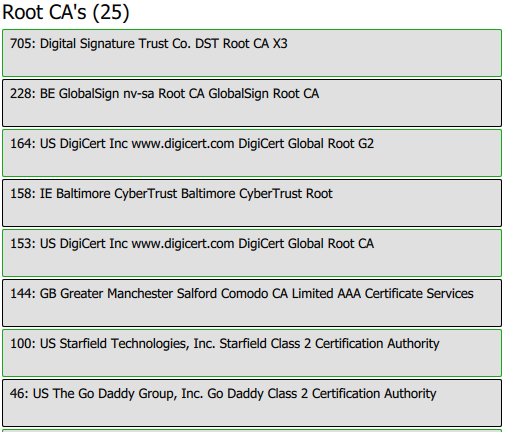 Root CA's (25)
705: Digital Signature Trust Co. DST Root CA X3
228: BE GlobalSign nv-sa Root CA GlobalSign Root CA
164: US DigiCert Inc www.digicert.com DigiCert Global Root G2
158: IE Baltimore CyberTrust Baltimore CyberTrust Root
153: US DigiCert Inc www.digicert.com DigiCert Global Root CA
144: GB Greater Manchester Salford Comodo CA Limited AAA Certificate Services
100: US Starfield Technologies, Inc. Starfield Class 2 Certification Authority
46: US The Go Daddy Group, Inc. Go Daddy Class 2 Certification Authority